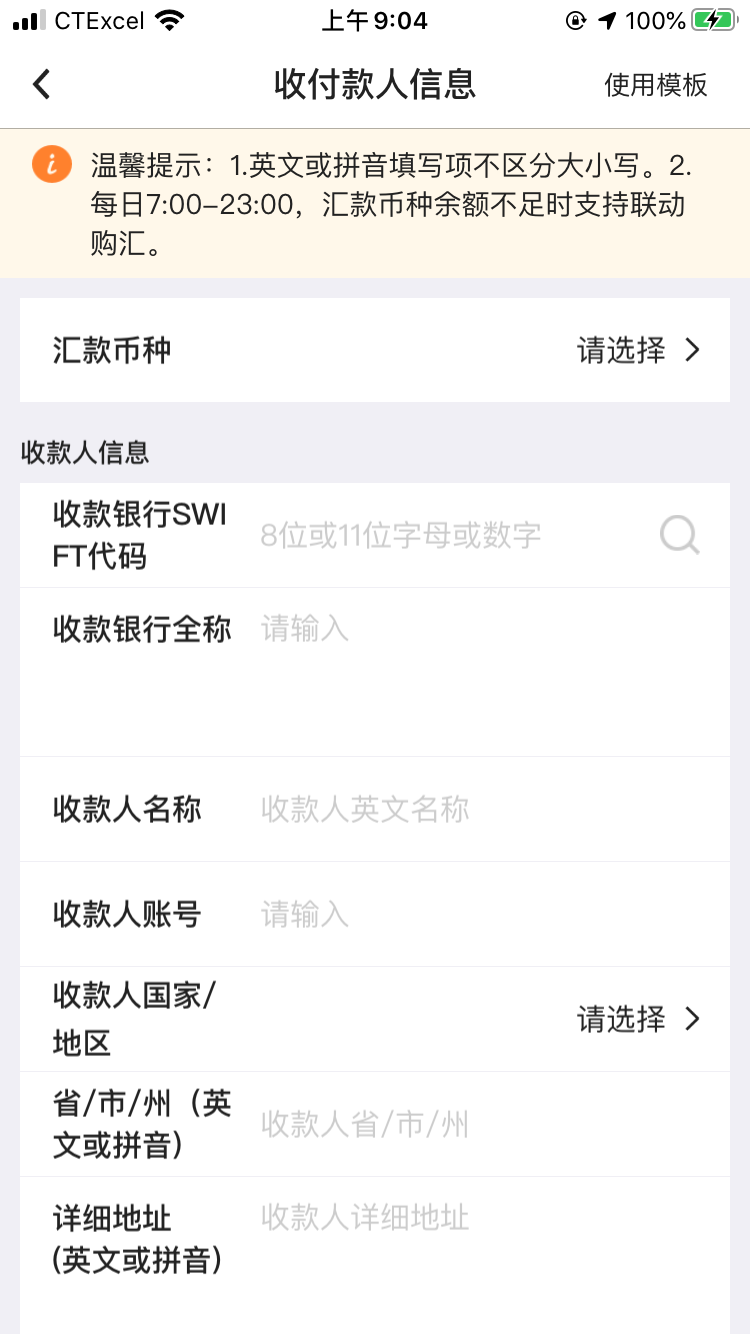 CTExcel 上午9:04 100%
收付款人信息 使用模板
温馨提示：1.英文或拼音填写项不区分大小写。2.
每日7:00–23:00，汇款币种余额不足时支持联动
购汇。
汇款币种 请选择
收款人信息
收款银行SWI
FT代码
8位或11位字母或数字
收款银行全称 请输入
收款人名称 收款人英文名称
收款人账号 请输入
收款人国家/
地区
请选择
省/市/州（英
文或拼音）
收款人省/市/州
详细地址
(英文或拼音)
收款人详细地址